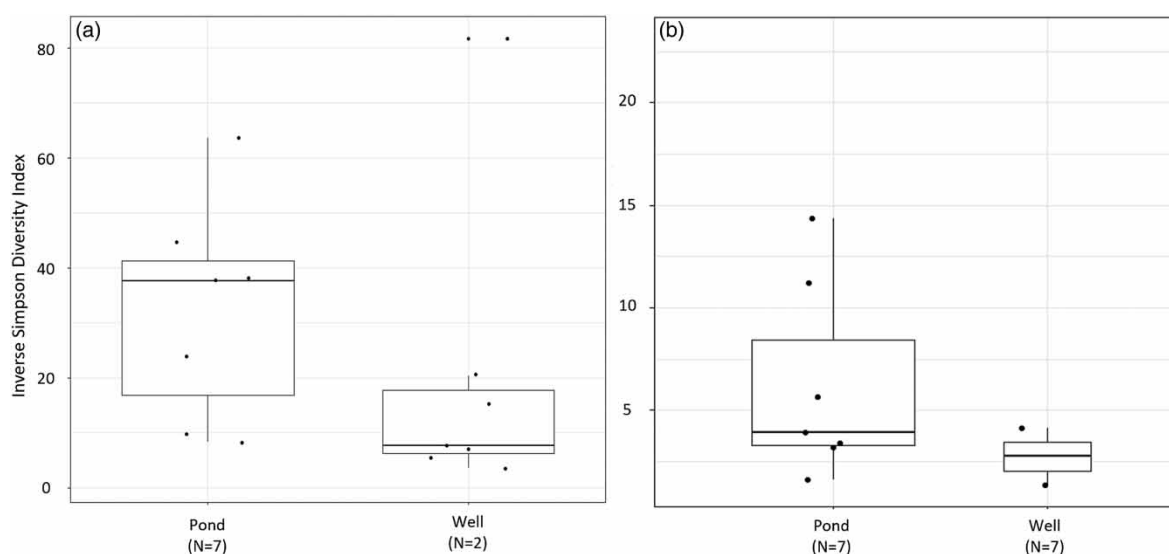 (a)
Inverse Simpson Diversity Index
80
60
40
20
0
Pond
(N=7)
Well
(N=2)
(b)
20
15
10
5
Pond
(N=7)
Well
(N=7)